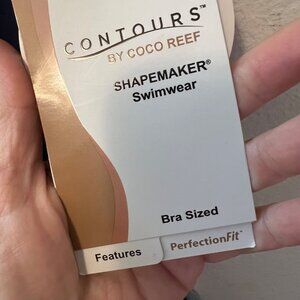 CONTOURS™
BY COCO REEF
SHAPEMAKER®
Swimwear
Bra Sized
Features
PerfectionFit™